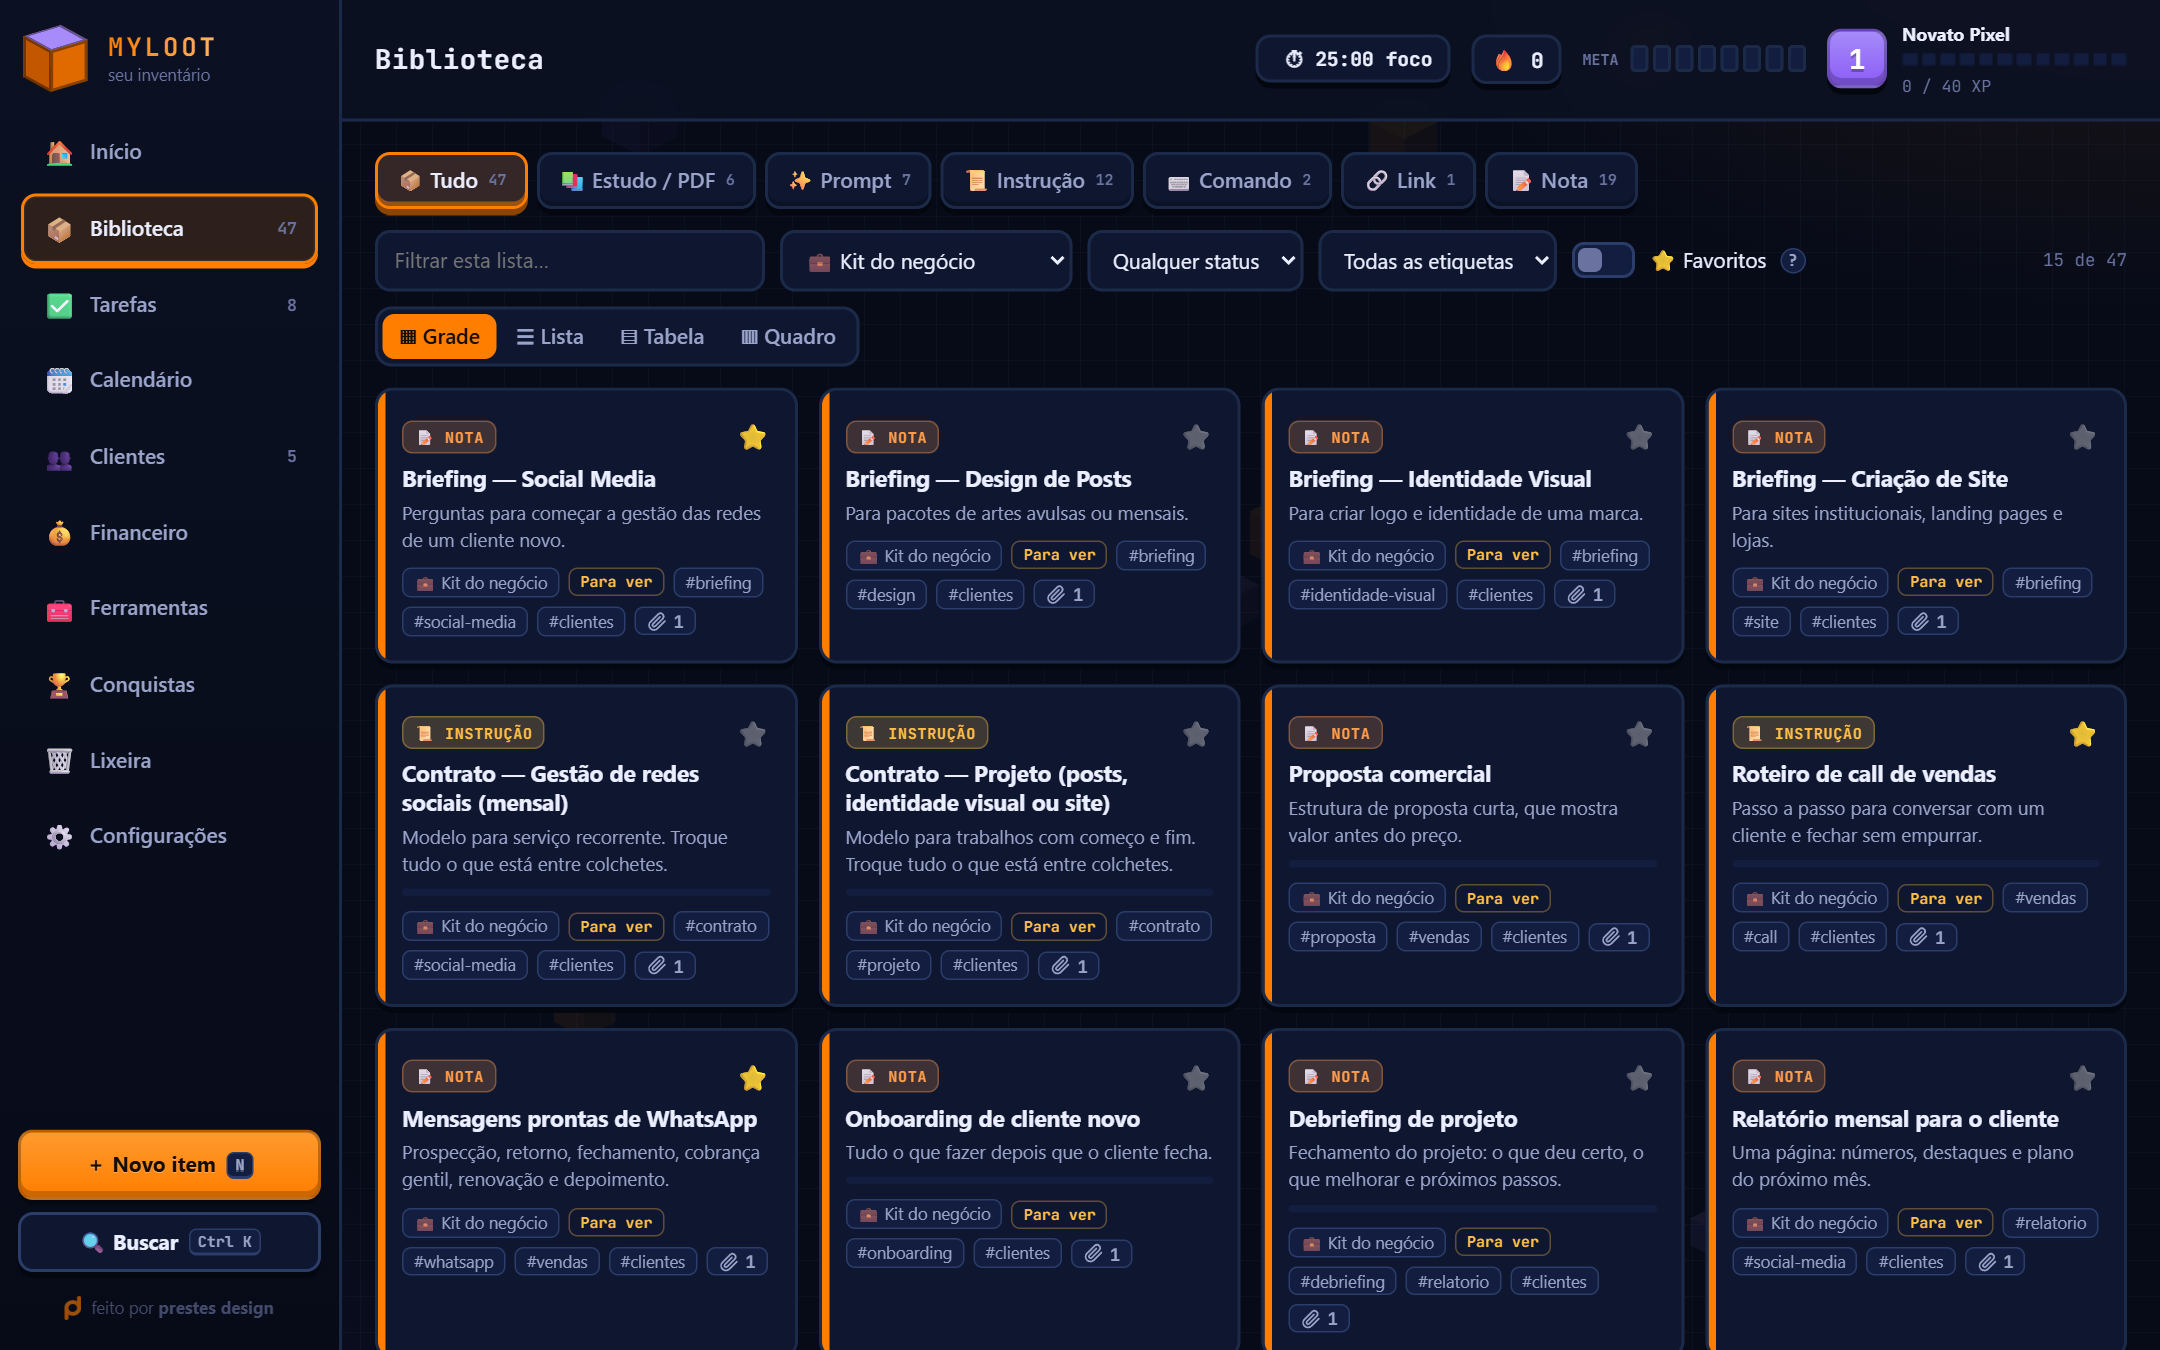 MYLOOT
seu inventário
Início
Biblioteca 47
Tarefas 8
Calendário
Clientes 5
Financeiro
Ferramentas
Conquistas
Lixeira
Configurações
+ Novo item N
Buscar Ctrl K
feito por prestes design
Biblioteca
25:00 foco
0
META
1
Novato Pixel
0 / 40 XP
Tudo 47
Estudo / PDF 6
Prompt 7
Instrução 12
Comando 2
Link 1
Nota 19
Filtrar esta lista...
Kit do negócio
Qualquer status
Todas as etiquetas
Favoritos ?
15 de 47
Grade
Lista
Tabela
Quadro
NOTA
Briefing — Social Media
Perguntas para começar a gestão das redes
de um cliente novo.
Kit do negócio Para ver #briefing
#social-media #clientes 1
NOTA
Briefing — Design de Posts
Para pacotes de artes avulsas ou mensais.
Kit do negócio Para ver #briefing
#design #clientes 1
NOTA
Briefing — Identidade Visual
Para criar logo e identidade de uma marca.
Kit do negócio Para ver #briefing
#identidade-visual #clientes 1
NOTA
Briefing — Criação de Site
Para sites institucionais, landing pages e
lojas.
Kit do negócio Para ver #briefing
#site #clientes 1
INSTRUÇÃO
Contrato — Gestão de redes
sociais (mensal)
Modelo para serviço recorrente. Troque
tudo o que está entre colchetes.
Kit do negócio Para ver #contrato
#social-media #clientes 1
INSTRUÇÃO
Contrato — Projeto (posts,
identidade visual ou site)
Modelo para trabalhos com começo e fim.
Troque tudo o que está entre colchetes.
Kit do negócio Para ver #contrato
#projeto #clientes 1
NOTA
Proposta comercial
Estrutura de proposta curta, que mostra
valor antes do preço.
Kit do negócio Para ver
#proposta #vendas #clientes 1
INSTRUÇÃO
Roteiro de call de vendas
Passo a passo para conversar com um
cliente e fechar sem empurrar.
Kit do negócio Para ver #vendas
#call #clientes 1
NOTA
Mensagens prontas de WhatsApp
Prospecção, retorno, fechamento, cobrança
gentil, renovação e depoimento.
Kit do negócio Para ver
#whatsapp #vendas #clientes 1
NOTA
Onboarding de cliente novo
Tudo o que fazer depois que o cliente fecha.
Kit do negócio Para ver
#onboarding #clientes 1
NOTA
Debriefing de projeto
Fechamento do projeto: o que deu certo, o
que melhorar e próximos passos.
Kit do negócio Para ver
#debriefing #relatorio #clientes
1
NOTA
Relatório mensal para o cliente
Uma página: números, destaques e plano
do próximo mês.
Kit do negócio Para ver #relatorio
#social-media #clientes 1